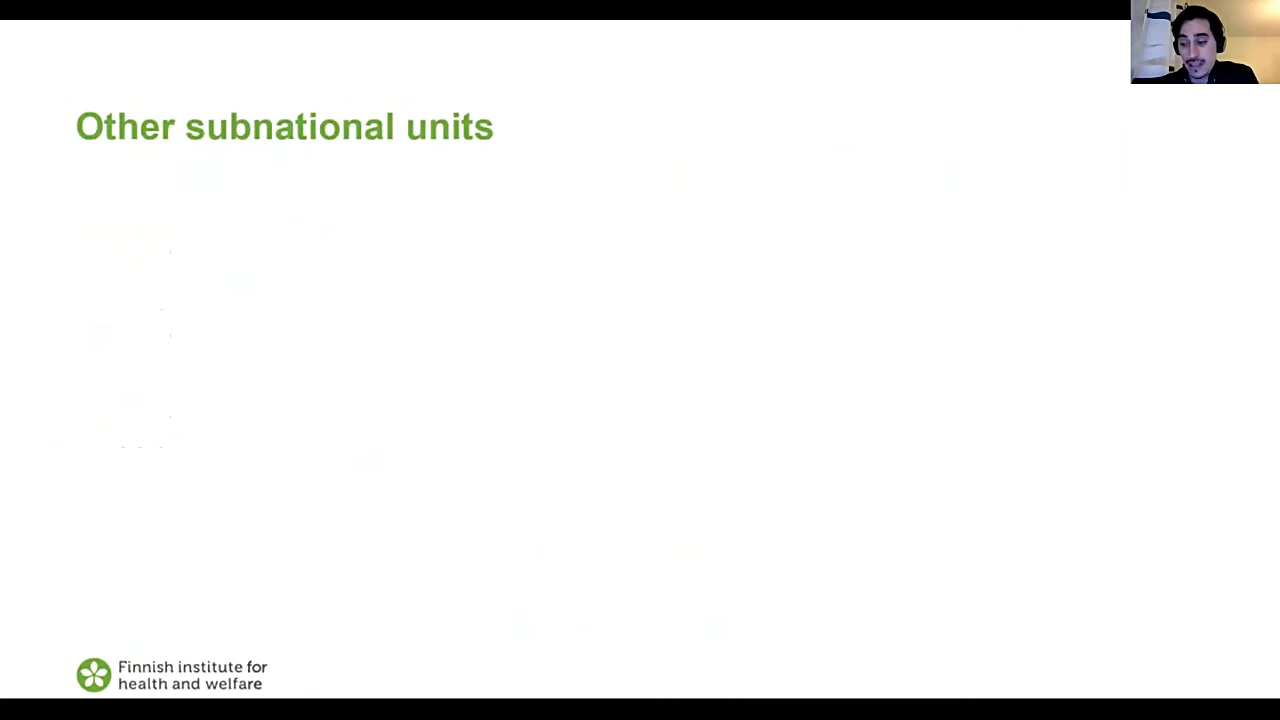 Other subnational units
Finnish institute for
health and welfare